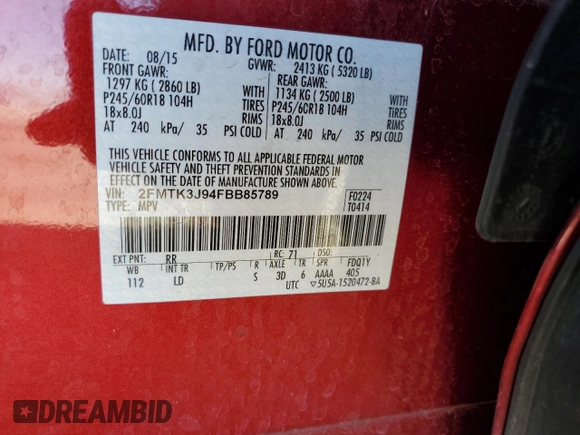 MFD. BY FORD MOTOR CO.
DATE: 08/15 GVWR: 2413 KG ( 5320 LB)
FRONT GAWR: REAR GAWR:
1297 KG ( 2860 LB) WITH 1134 KG ( 2500 LB) WITH
P245/60R18 104H TIRES P245/60R18 104H TIRES
18x8.0J RIMS 18x8.0J RIMS
AT 240 kPa/ 35 PSI COLD AT 240 kPa/ 35 PSI COLD
THIS VEHICLE CONFORMS TO ALL APPLICABLE FEDERAL MOTOR
VEHICLE SAFETY AND THEFT PREVENTION STANDARDS IN
EFFECT ON THE DATE OF MANUFACTURE SHOWN ABOVE.
VIN: 2FMTK3J94FBB85789 F0224
TYPE: MPV T0414
EXT PNT: RR RC: 71 DSO:
WB INT TR TP/PS R AXLE TR SPR FDQ1Y
112 LD S 3D 6 AAAA 405
UTC ▽5U5A-1520472-BA
DREAMBID